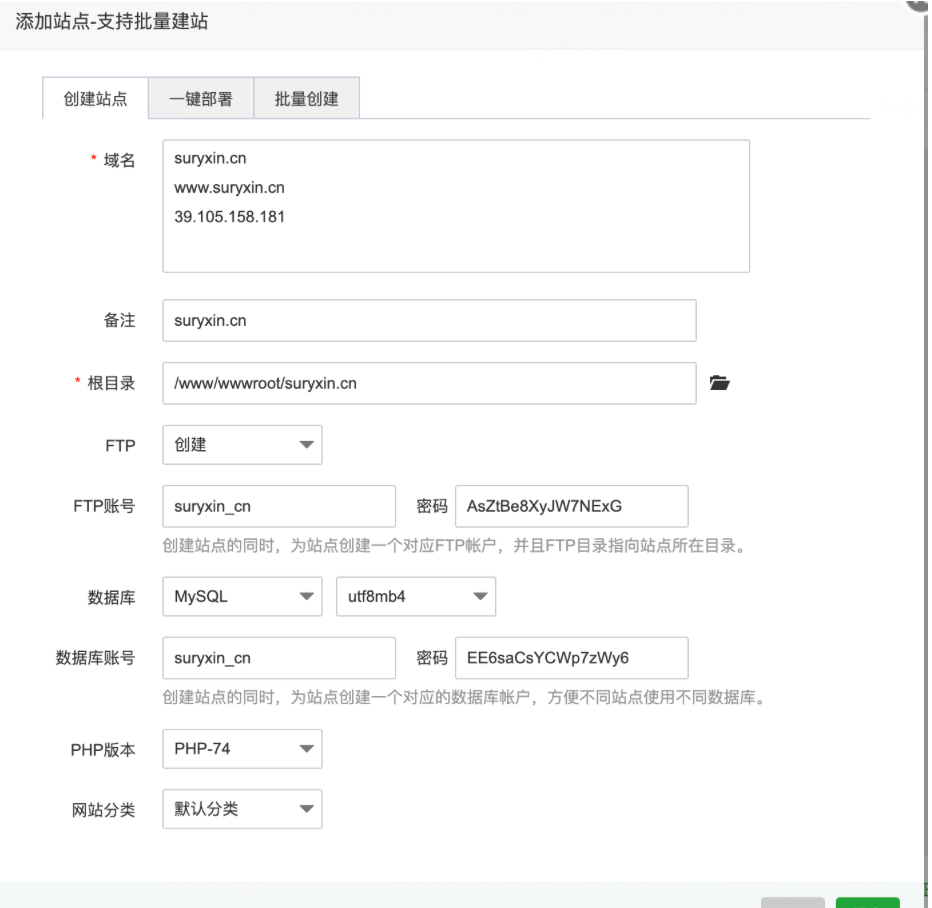 添加站点-支持批量建站
创建站点 一键部署 批量创建
* 域名
suryxin.cn
www.suryxin.cn
39.105.158.181
备注 suryxin.cn
* 根目录 /www/wwwroot/suryxin.cn
FTP 创建
FTP账号 suryxin_cn 密码 AsZtBe8XyJW7NExG
创建站点的同时，为站点创建一个对应FTP帐户，并且FTP目录指向站点所在目录。
数据库 MySQL utf8mb4
数据库账号 suryxin_cn 密码 EE6saCsYCWp7zWy6
创建站点的同时，为站点创建一个对应的数据库帐户，方便不同站点使用不同数据库。
PHP版本 PHP-74
网站分类 默认分类